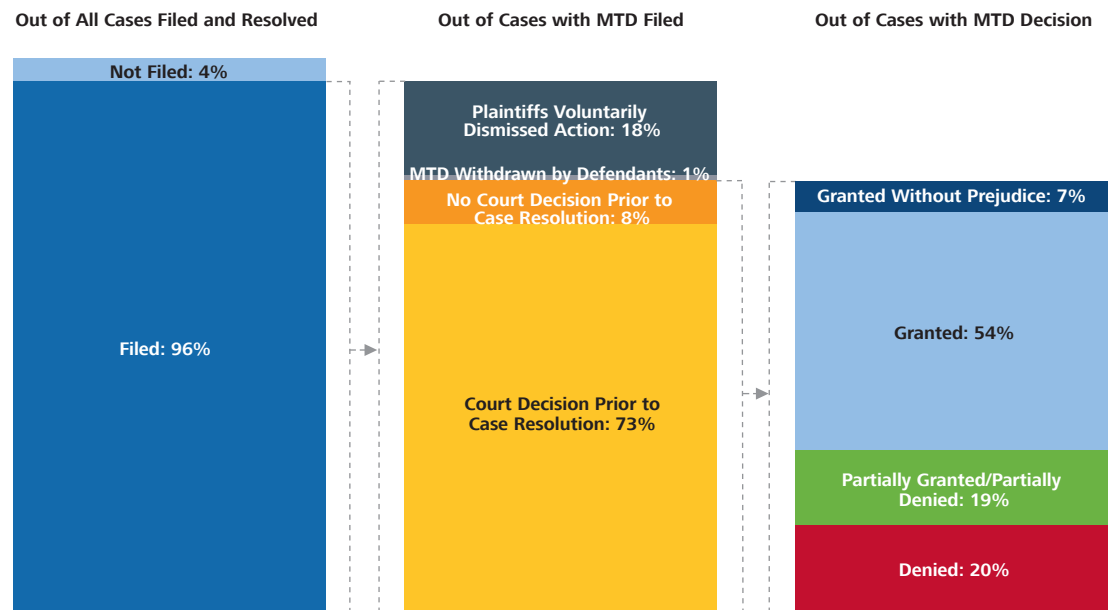 Out of All Cases Filed and Resolved
Not Filed: 4%
Filed: 96%
Out of Cases with MTD Filed
Plaintiffs Voluntarily
Dismissed Action: 18%
MTD Withdrawn by Defendants: 1%
No Court Decision Prior to
Case Resolution: 8%
Court Decision Prior to
Case Resolution: 73%
Out of Cases with MTD Decision
Granted Without Prejudice: 7%
Granted: 54%
Partially Granted/Partially
Denied: 19%
Denied: 20%